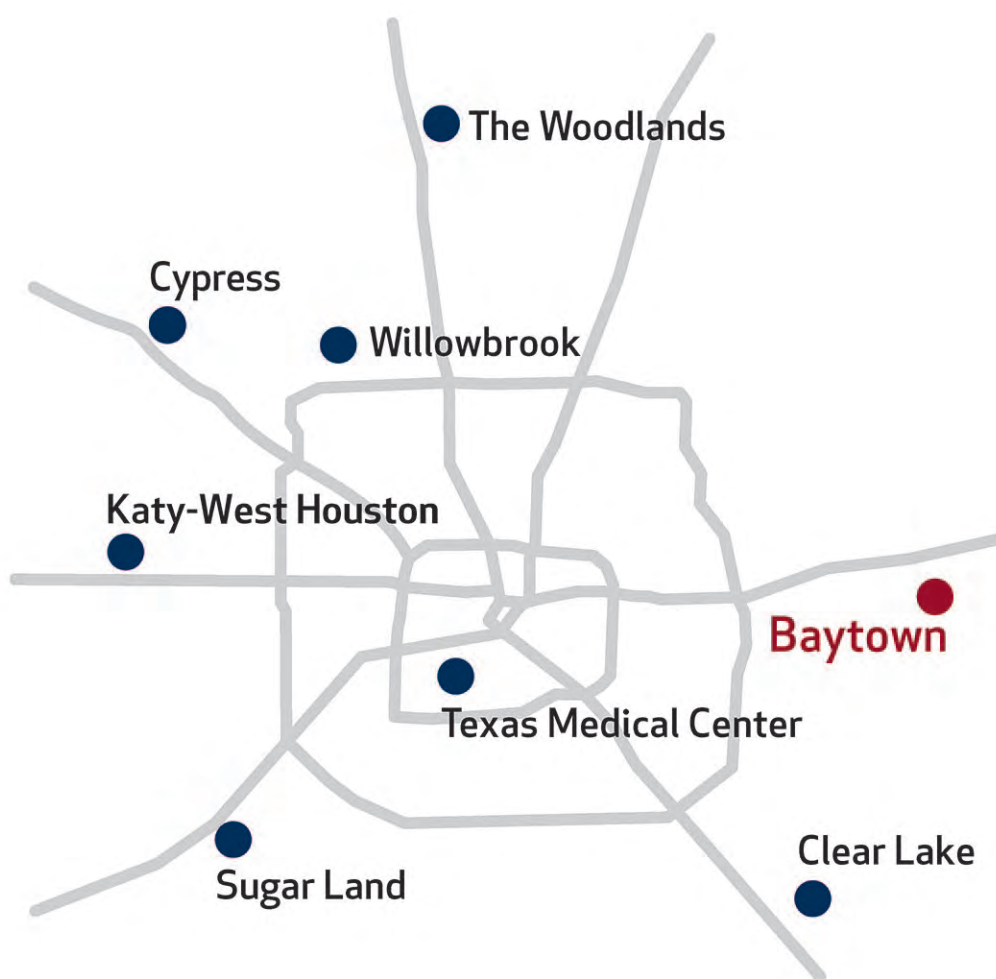 The Woodlands
Cypress
Willowbrook
Katy-West Houston
Baytown
Texas Medical Center
Clear Lake
Sugar Land